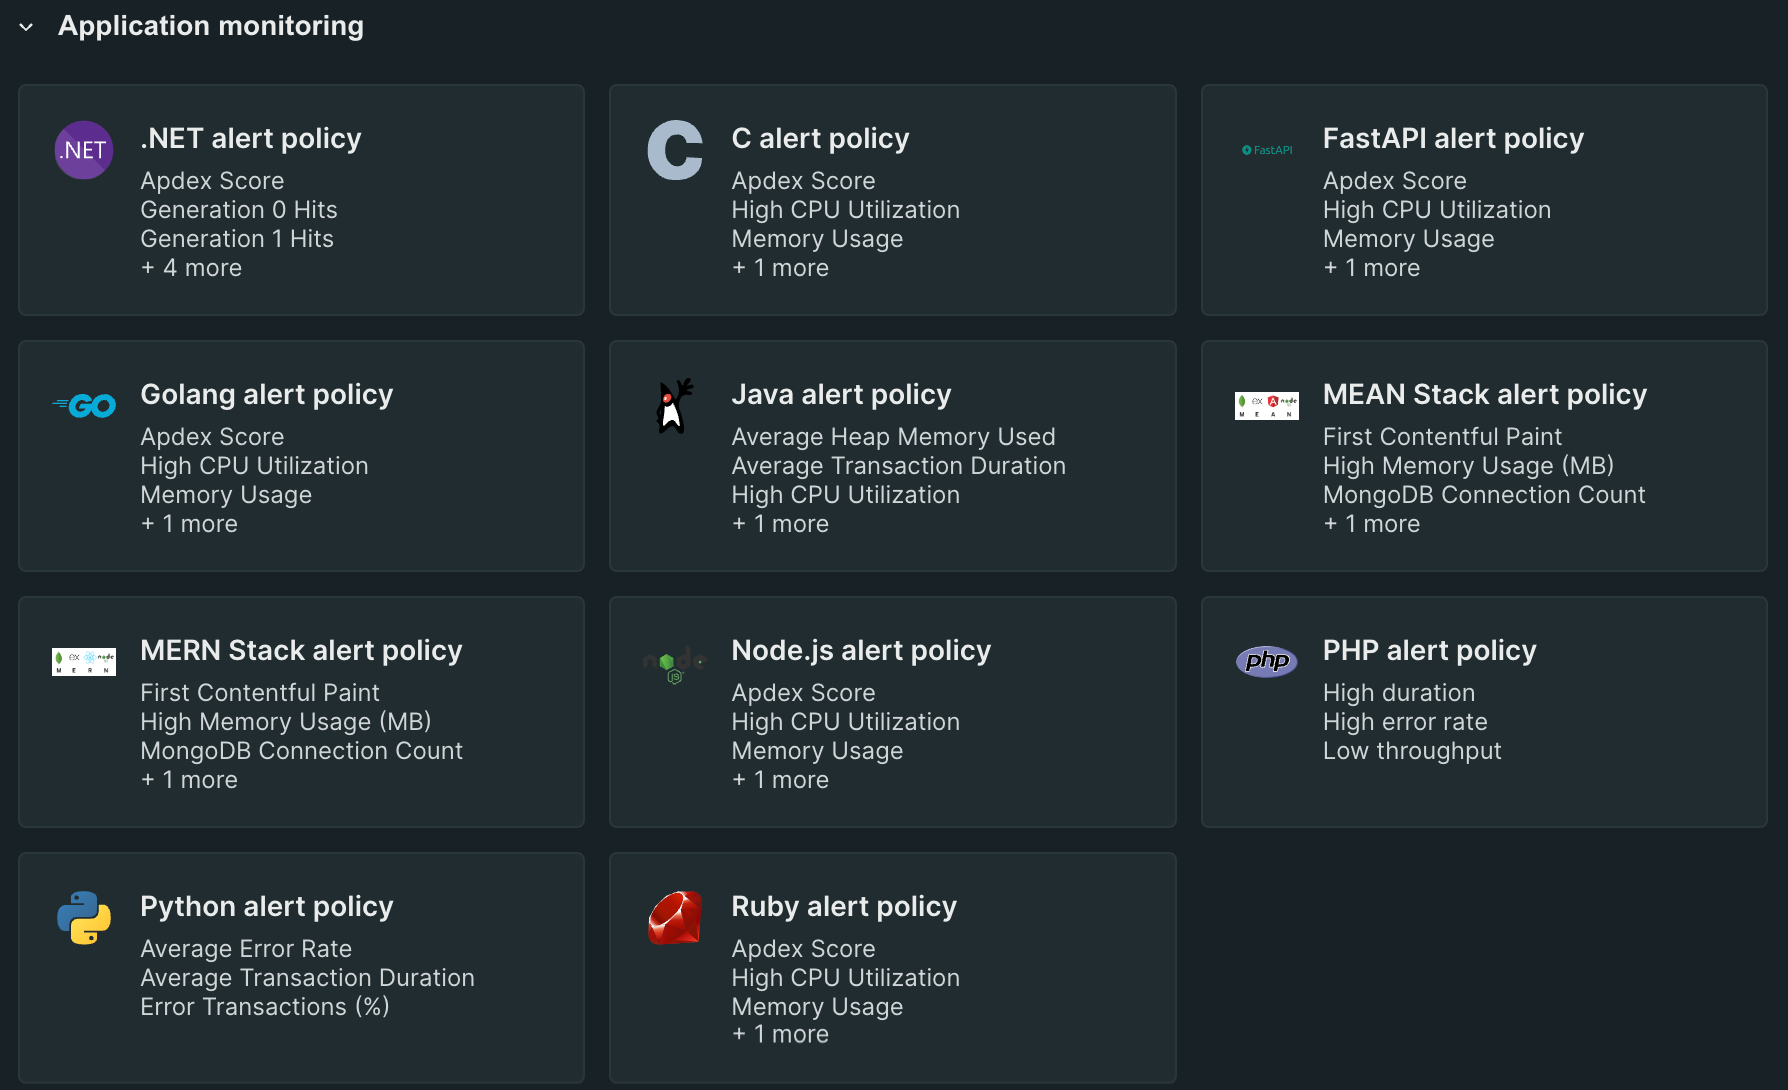 Application monitoring
.NET
.NET alert policy
Apdex Score
Generation 0 Hits
Generation 1 Hits
+ 4 more
C
C alert policy
Apdex Score
High CPU Utilization
Memory Usage
+ 1 more
FastAPI
FastAPI alert policy
Apdex Score
High CPU Utilization
Memory Usage
+ 1 more
GO
Golang alert policy
Apdex Score
High CPU Utilization
Memory Usage
+ 1 more
Java alert policy
Average Heap Memory Used
Average Transaction Duration
High CPU Utilization
+ 1 more
ex node
M E A N
MEAN Stack alert policy
First Contentful Paint
High Memory Usage (MB)
MongoDB Connection Count
+ 1 more
ex node
M E R N
MERN Stack alert policy
First Contentful Paint
High Memory Usage (MB)
MongoDB Connection Count
+ 1 more
node
JS
Node.js alert policy
Apdex Score
High CPU Utilization
Memory Usage
+ 1 more
php
PHP alert policy
High duration
High error rate
Low throughput
Python alert policy
Average Error Rate
Average Transaction Duration
Error Transactions (%)
Ruby alert policy
Apdex Score
High CPU Utilization
Memory Usage
+ 1 more